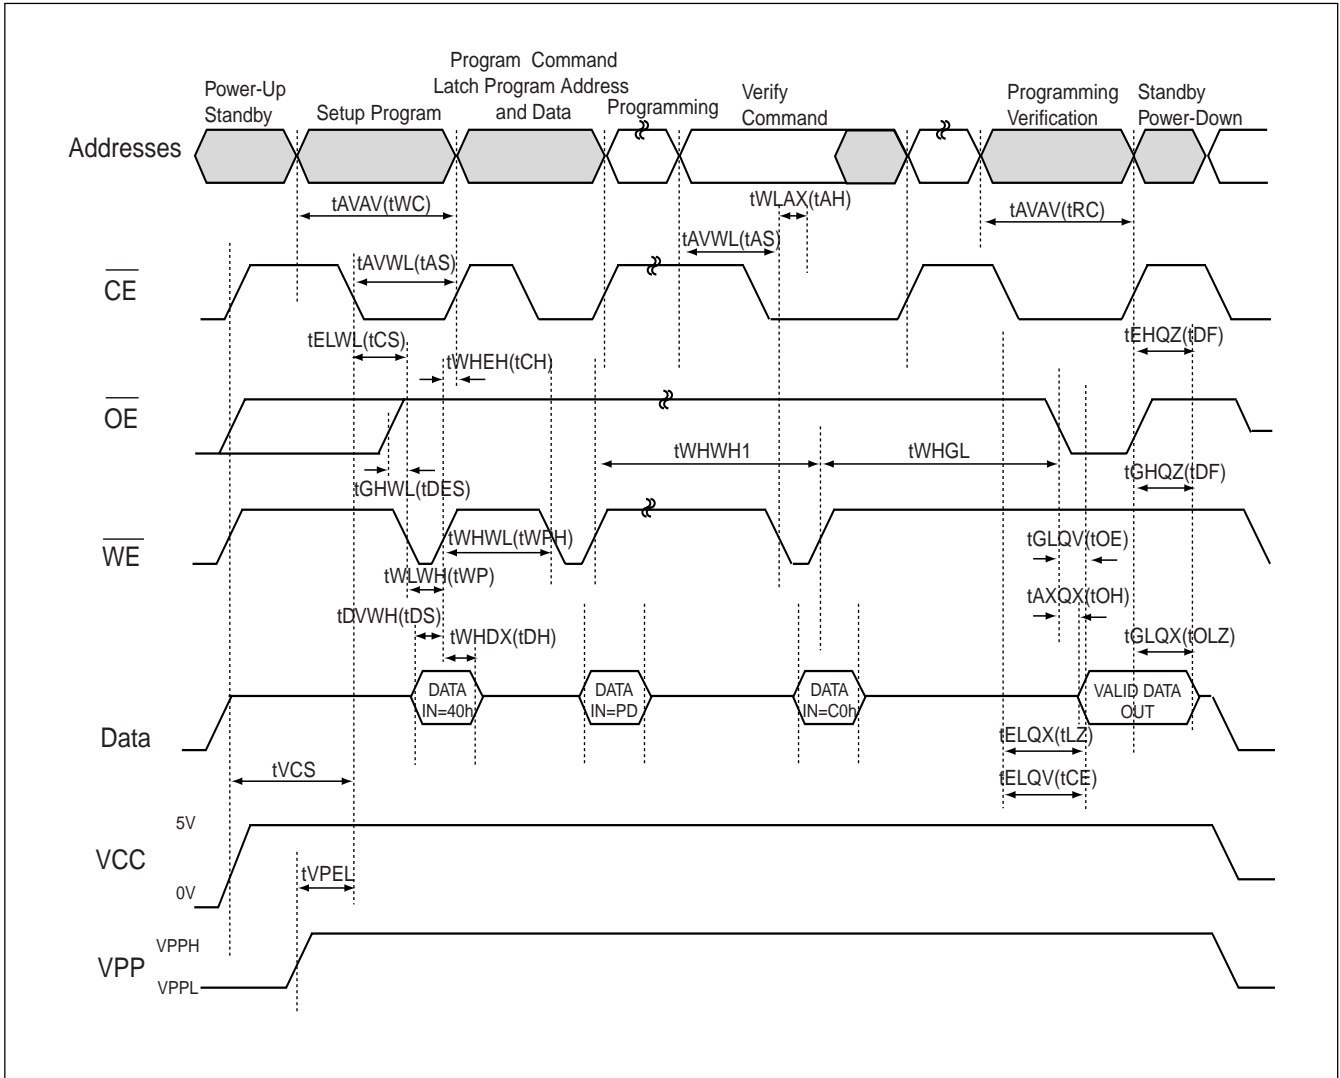 Power-Up
Standby
Setup Program
Program Command
Latch Program Address
and Data
Programming
Verify
Command
Programming
Verification
Standby
Power-Down
Addresses
tAVAV(tWC)
tWLAX(tAH)
tAVAV(tRC)
tAVWL(tAS)
tAVWL(tAS)
CE
tELWL(tCS)
tWHEH(tCH)
tEHQZ(tDF)
OE
tWHWH1
tWHGL
tGHWL(tDES)
tGHQZ(tDF)
WE
tWHWL(tWPH)
tGLQV(tOE)
tWLWH(tWP)
tAXQX(tOH)
tDVWH(tDS)
tWHDX(tDH)
tGLQX(tOLZ)
Data
DATA
IN=40h
DATA
IN=PD
DATA
IN=C0h
VALID DATA
OUT
tELQX(tLZ)
tVCS
tELQV(tCE)
5V
VCC
0V
tVPEL
VPPH
VPP
VPPL